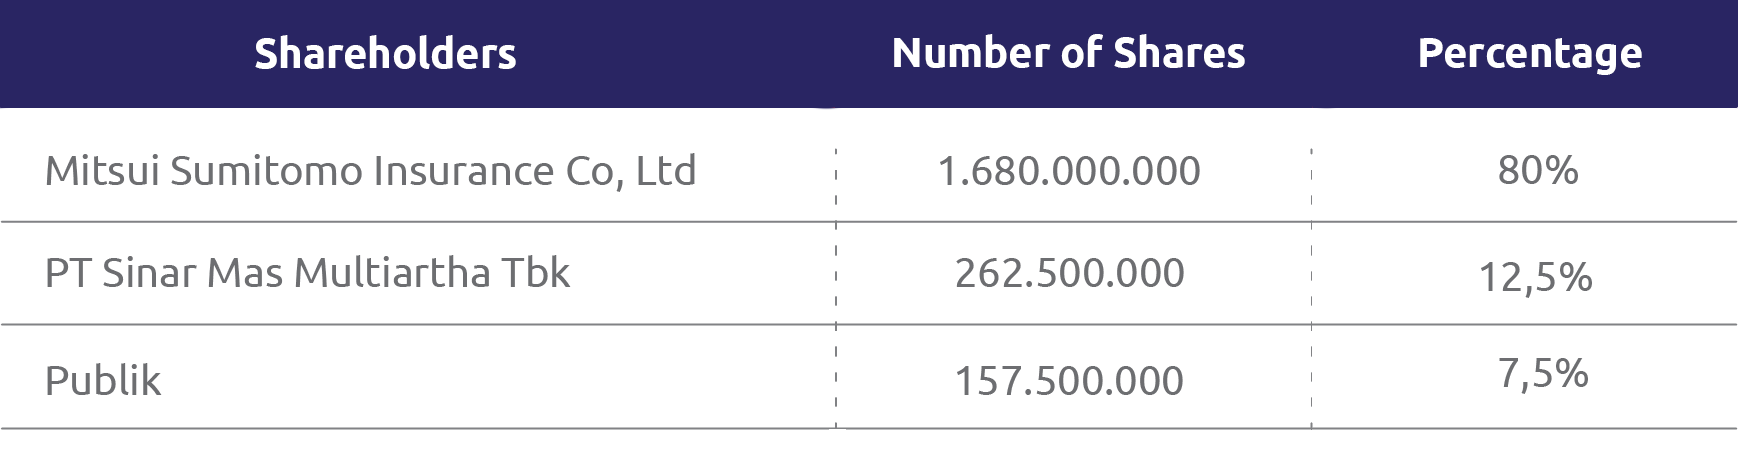 Shareholders Number of Shares Percentage
Mitsui Sumitomo Insurance Co, Ltd 1.680.000.000 80%
PT Sinar Mas Multiartha Tbk 262.500.000 12,5%
Publik 157.500.000 7,5%